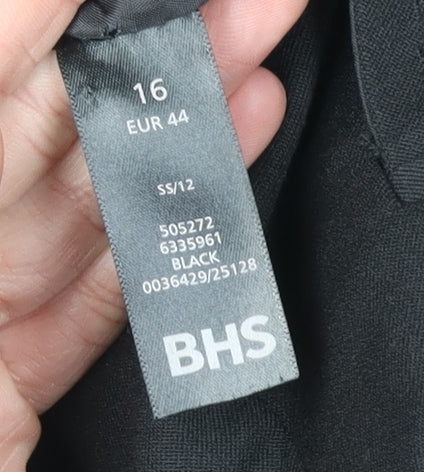 16
EUR 44
SS/12
505272
6335961
BLACK
0036429/25128
BHS